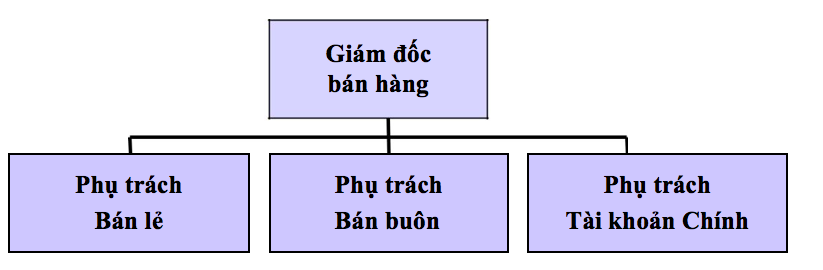 Giám đốc
bán hàng
Phụ trách
Bán lẻ
Phụ trách
Bán buôn
Phụ trách
Tài khoản Chính